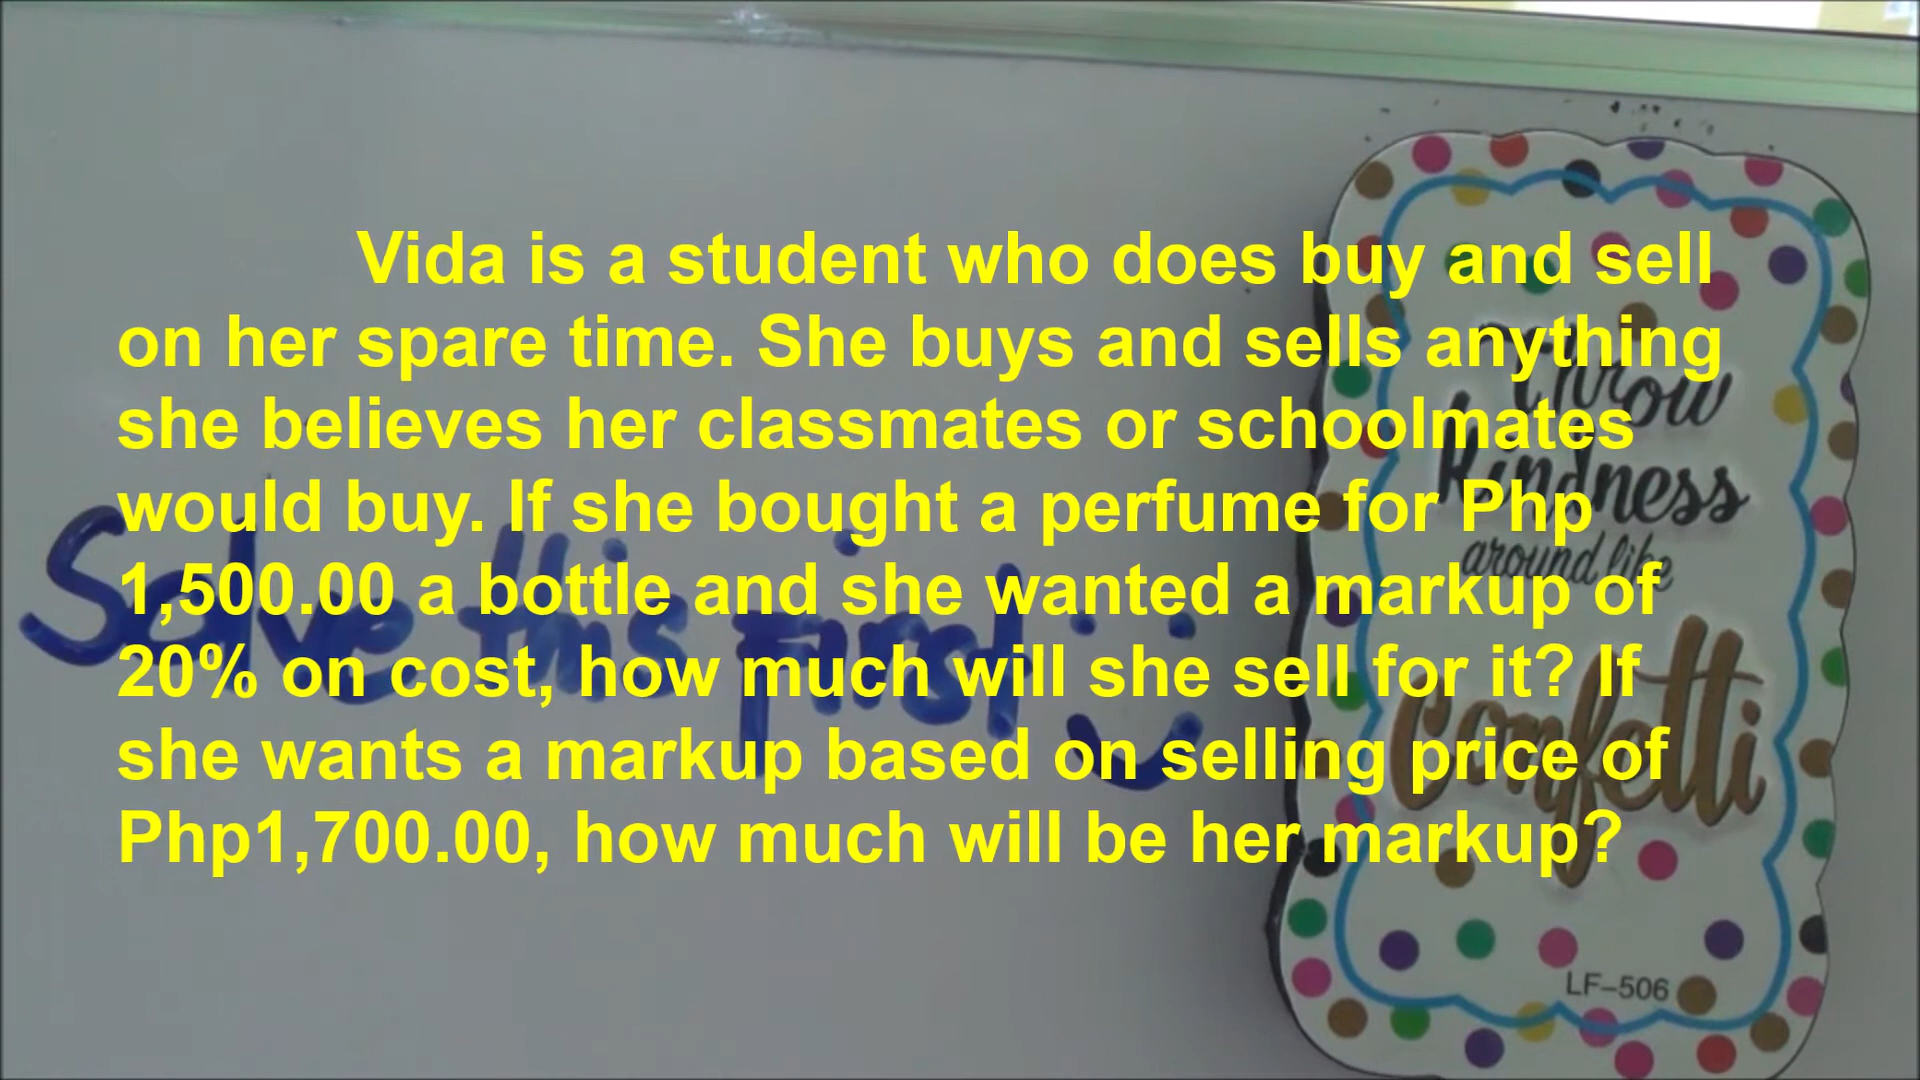 Vida is a student who does buy and sell
on her spare time. She buys and sells anything
she believes her classmates or schoolmates
would buy. If she bought a perfume for Php
1,500.00 a bottle and she wanted a markup of
20% on cost, how much will she sell for it? If
she wants a markup based on selling price of
Php1,700.00, how much will be her markup?
Solve this first
Throw
kindness
around like
confetti
LF-506